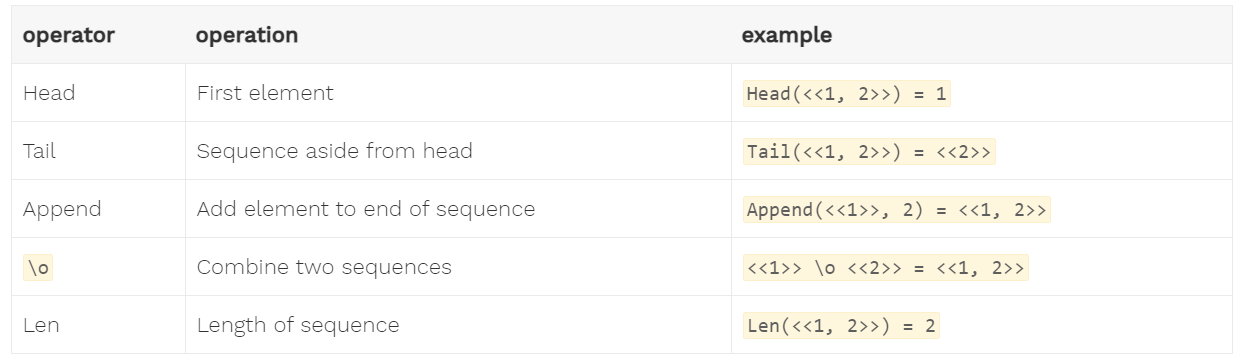 operator operation example
Head First element Head(<<1, 2>>) = 1
Tail Sequence aside from head Tail(<<1, 2>>) = <<2>>
Append Add element to end of sequence Append(<<1>>, 2) = <<1, 2>>
\o Combine two sequences <<1>> \o <<2>> = <<1, 2>>
Len Length of sequence Len(<<1, 2>>) = 2